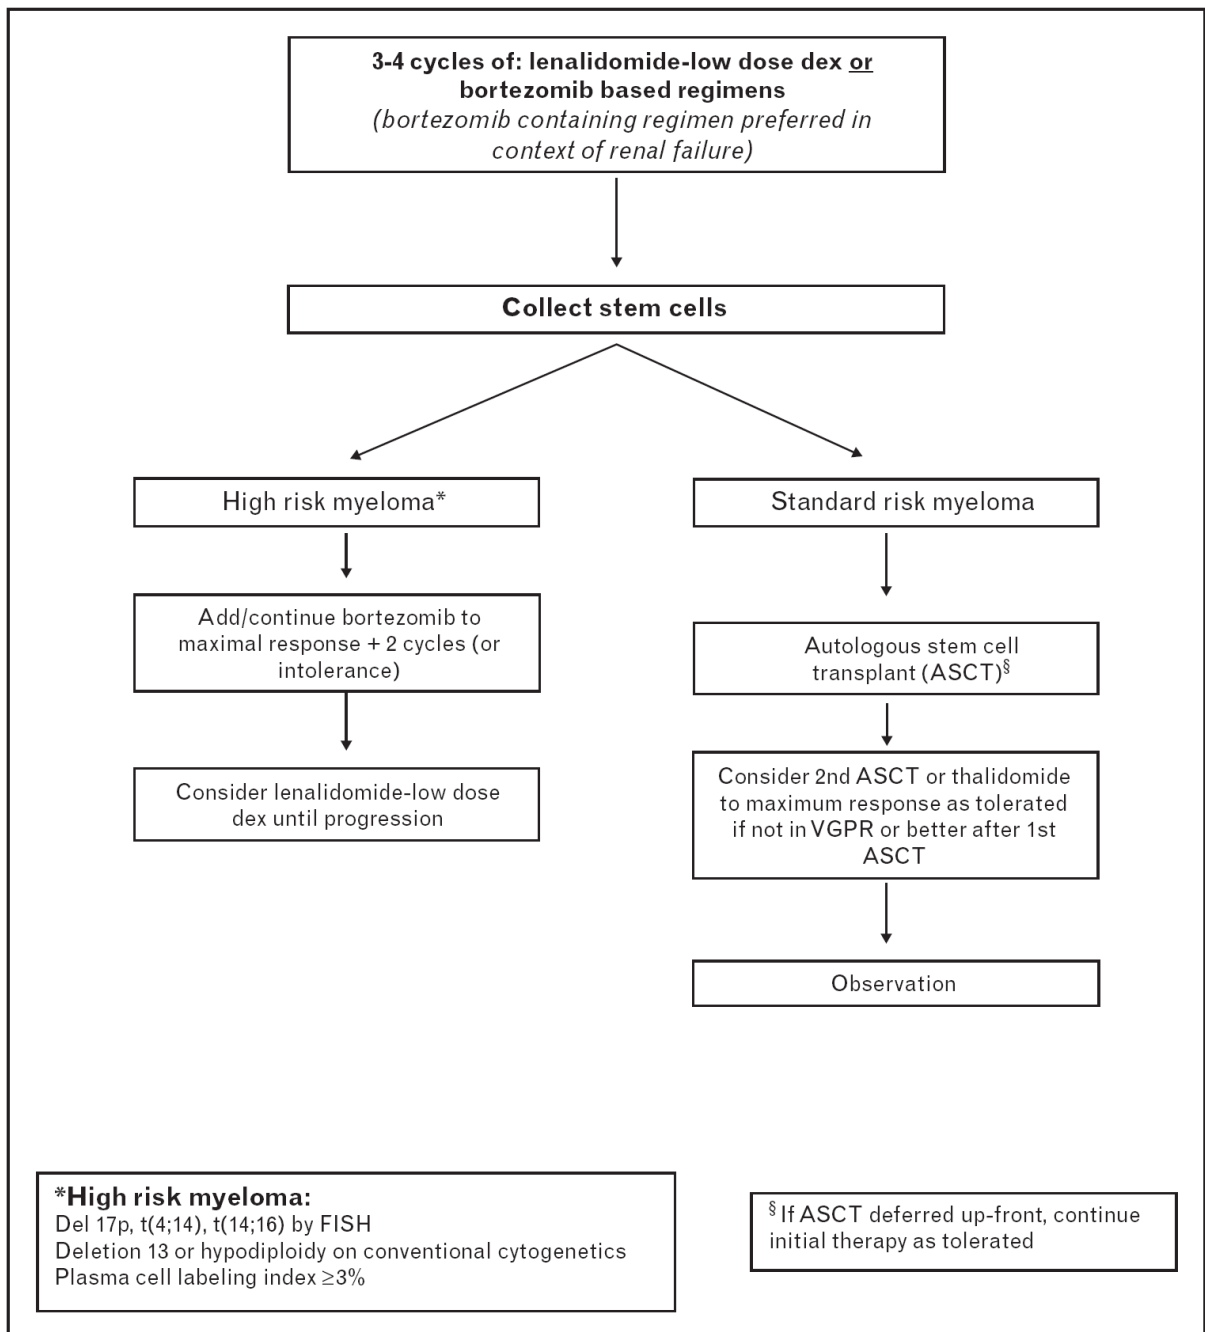 3-4 cycles of: lenalidomide-low dose dex or
bortezomib based regimens
(bortezomib containing regimen preferred in
context of renal failure)
Collect stem cells
High risk myeloma*
Add/continue bortezomib to
maximal response + 2 cycles (or
intolerance)
Consider lenalidomide-low dose
dex until progression
Standard risk myeloma
Autologous stem cell
transplant (ASCT)§
Consider 2nd ASCT or thalidomide
to maximum response as tolerated
if not in VGPR or better after 1st
ASCT
Observation
*High risk myeloma:
Del 17p, t(4;14), t(14;16) by FISH
Deletion 13 or hypodiploidy on conventional cytogenetics
Plasma cell labeling index ≥3%
§ If ASCT deferred up-front, continue
initial therapy as tolerated